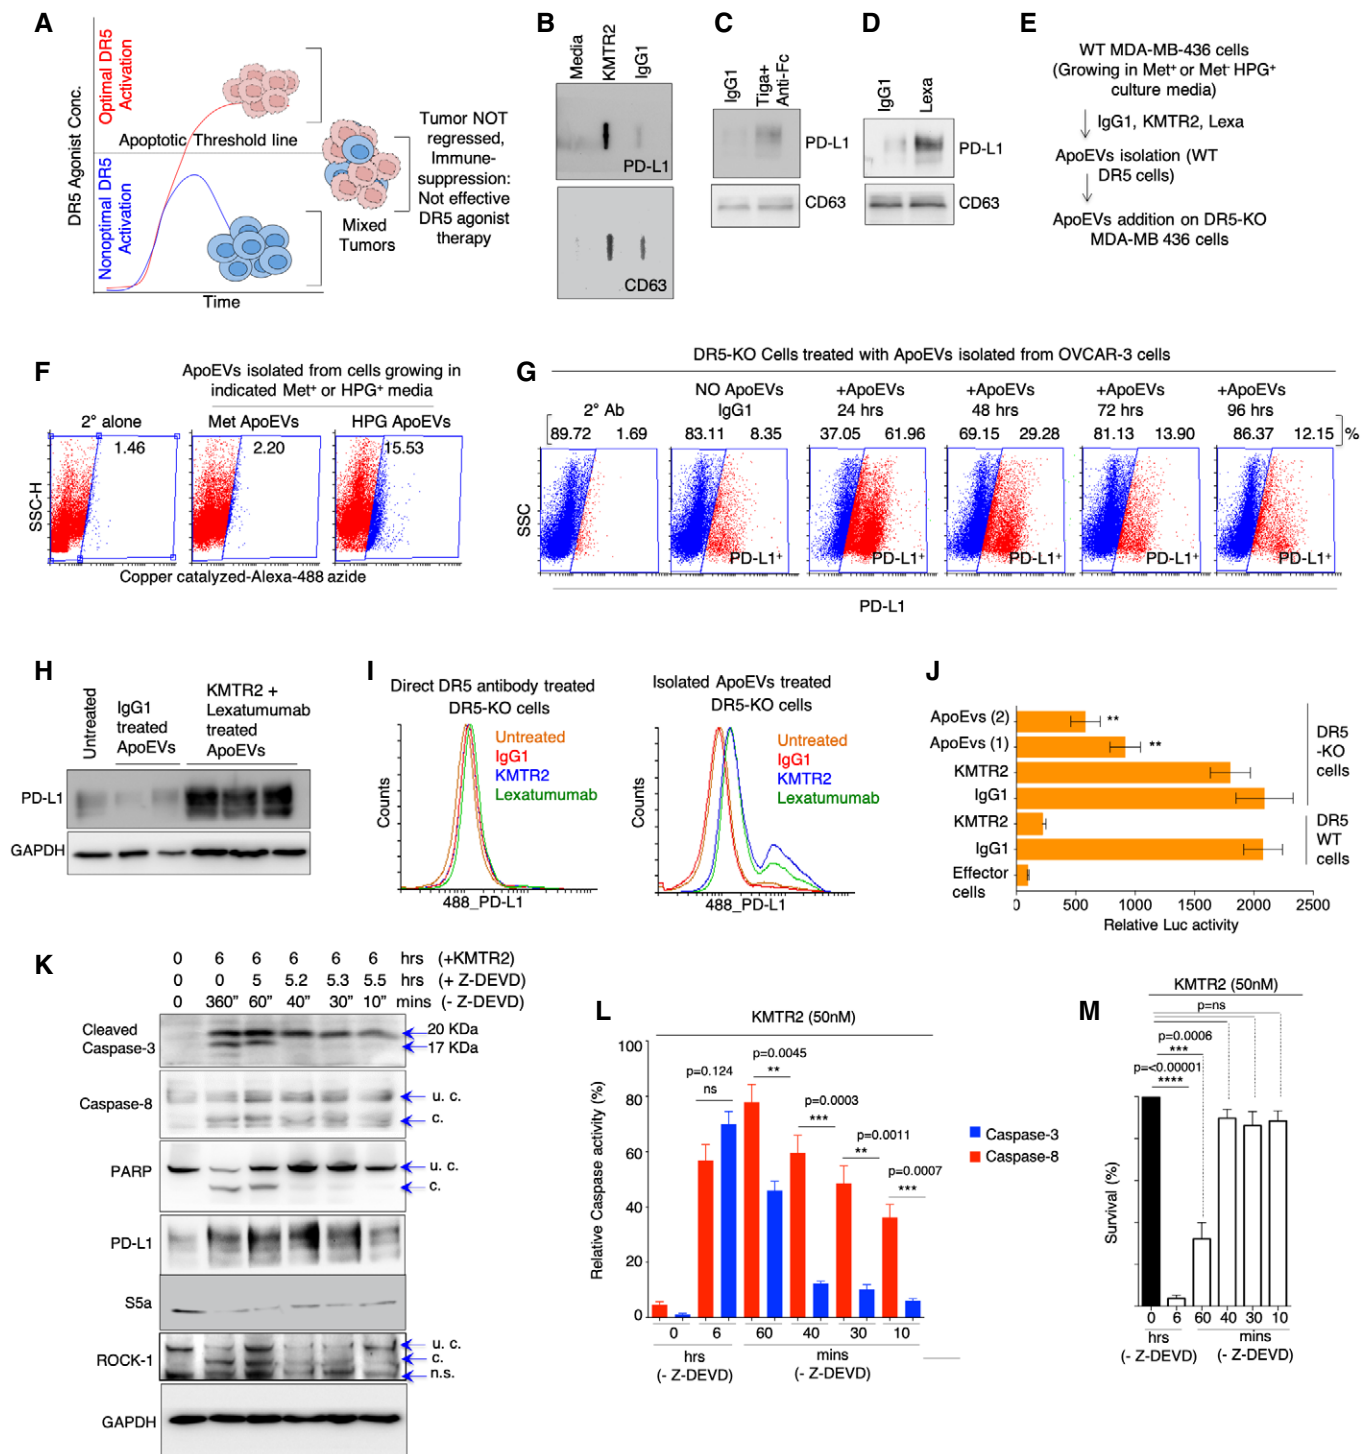 A
DR5 Agonist Conc.
Nonoptimal DR5
Activation
Optimal DR5
Activation
Apoptotic Threshold line
Time
Mixed
Tumors
Tumor NOT
regressed,
Immune-
suppression:
Not effective
DR5 agonist
therapy
B
Media
KMTR2
IgG1
PD-L1
CD63
C
IgG1
Tiga+
Anti-Fc
PD-L1
CD63
D
IgG1
Lexa
PD-L1
CD63
E
WT MDA-MB-436 cells
(Growing in Met+ or Met- HPG+
culture media)
IgG1, KMTR2, Lexa
ApoEVs isolation (WT
DR5 cells)
ApoEVs addition on DR5-KO
MDA-MB 436 cells
F
ApoEVs isolated from cells growing in
indicated Met+ or HPG+ media
2° alone
Met ApoEVs
HPG ApoEVs
1.46
2.20
15.53
SSC-H
Copper catalyzed-Alexa-488 azide
G
DR5-KO Cells treated with ApoEVs isolated from OVCAR-3 cells
NO ApoEVs +ApoEVs +ApoEVs +ApoEVs +ApoEVs
2° Ab IgG1 24 hrs 48 hrs 72 hrs 96 hrs
89.72 1.69 83.11 8.35 37.05 61.96 69.15 29.28 81.13 13.90 86.37 12.15 %
SSC
PD-L1+ PD-L1+ PD-L1+ PD-L1+ PD-L1+
PD-L1
H
Untreated
IgG1
treated
ApoEVs
KMTR2 +
Lexatumumab
treated
ApoEVs
PD-L1
GAPDH
I
Direct DR5 antibody treated
DR5-KO cells
Untreated
IgG1
KMTR2
Lexatumumab
Counts
488_PD-L1
Isolated ApoEVs treated
DR5-KO cells
Untreated
IgG1
KMTR2
Lexatumumab
Counts
488_PD-L1
J
ApoEvs (2)
**
ApoEvs (1)
**
KMTR2
IgG1
KMTR2
IgG1
Effector
cells
DR5
-KO
cells
DR5
WT
cells
0 500 1000 1500 2000 2500
Relative Luc activity
K
0 6 6 6 6 6 hrs (+KMTR2)
0 0 5 5.2 5.3 5.5 hrs (+ Z-DEVD)
0 360” 60” 40” 30” 10” mins (- Z-DEVD)
Cleaved
Caspase-3
20 KDa
17 KDa
Caspase-8
u. c.
c.
PARP
u. c.
c.
PD-L1
S5a
ROCK-1
u. c.
c.
n.s.
GAPDH
L
KMTR2 (50nM)
Relative Caspase activity (%)
100
80
60
40
20
0
p=0.124
ns
p=0.0045
**
p=0.0003
***
p=0.0011
**
p=0.0007
***
Caspase-3
Caspase-8
0 6 60 40 30 10
hrs
(- Z-DEVD)
mins
(- Z-DEVD)
M
KMTR2 (50nM)
p=ns
p=0.0006
***
p=<0.00001
****
Survival (%)
0 6 60 40 30 10
hrs
(- Z-DEVD)
mins
(- Z-DEVD)